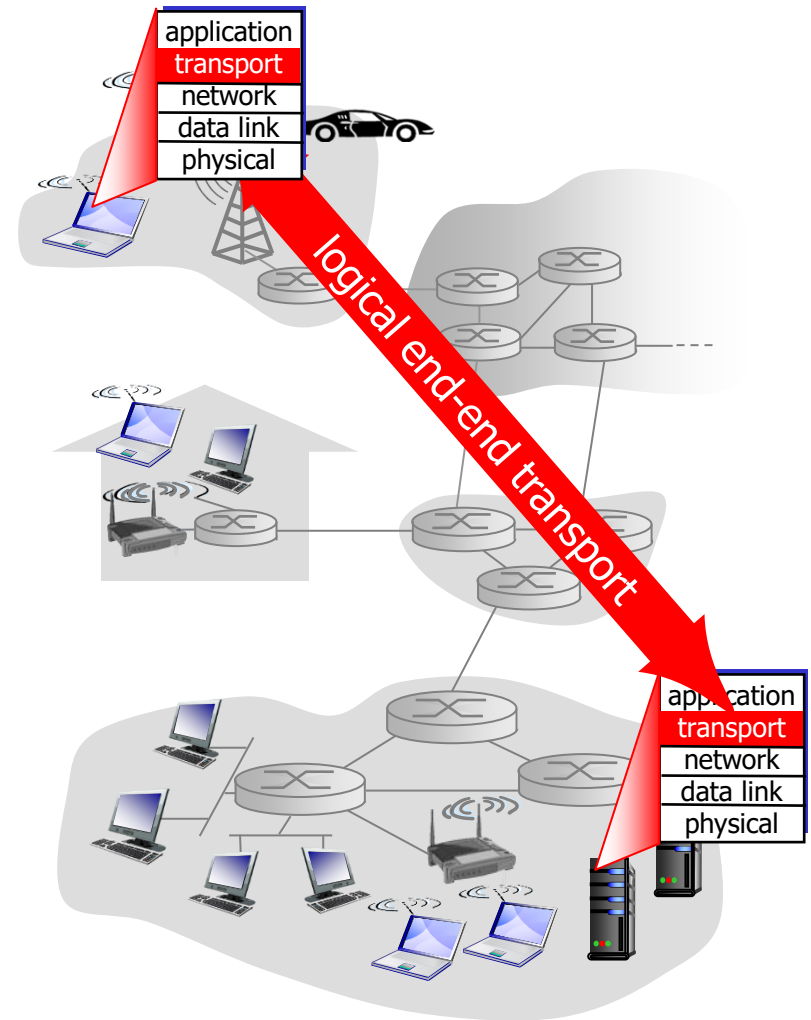 application
transport
network
data link
physical
logical end-end transport
application
transport
network
data link
physical